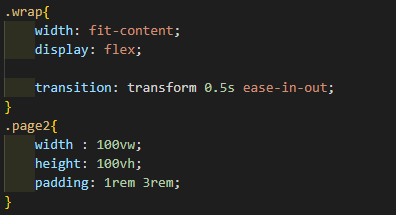 .wrap{
width: fit-content;
display: flex;
transition: transform 0.5s ease-in-out;
}
.page2{
width : 100vw;
height: 100vh;
padding: 1rem 3rem;
}